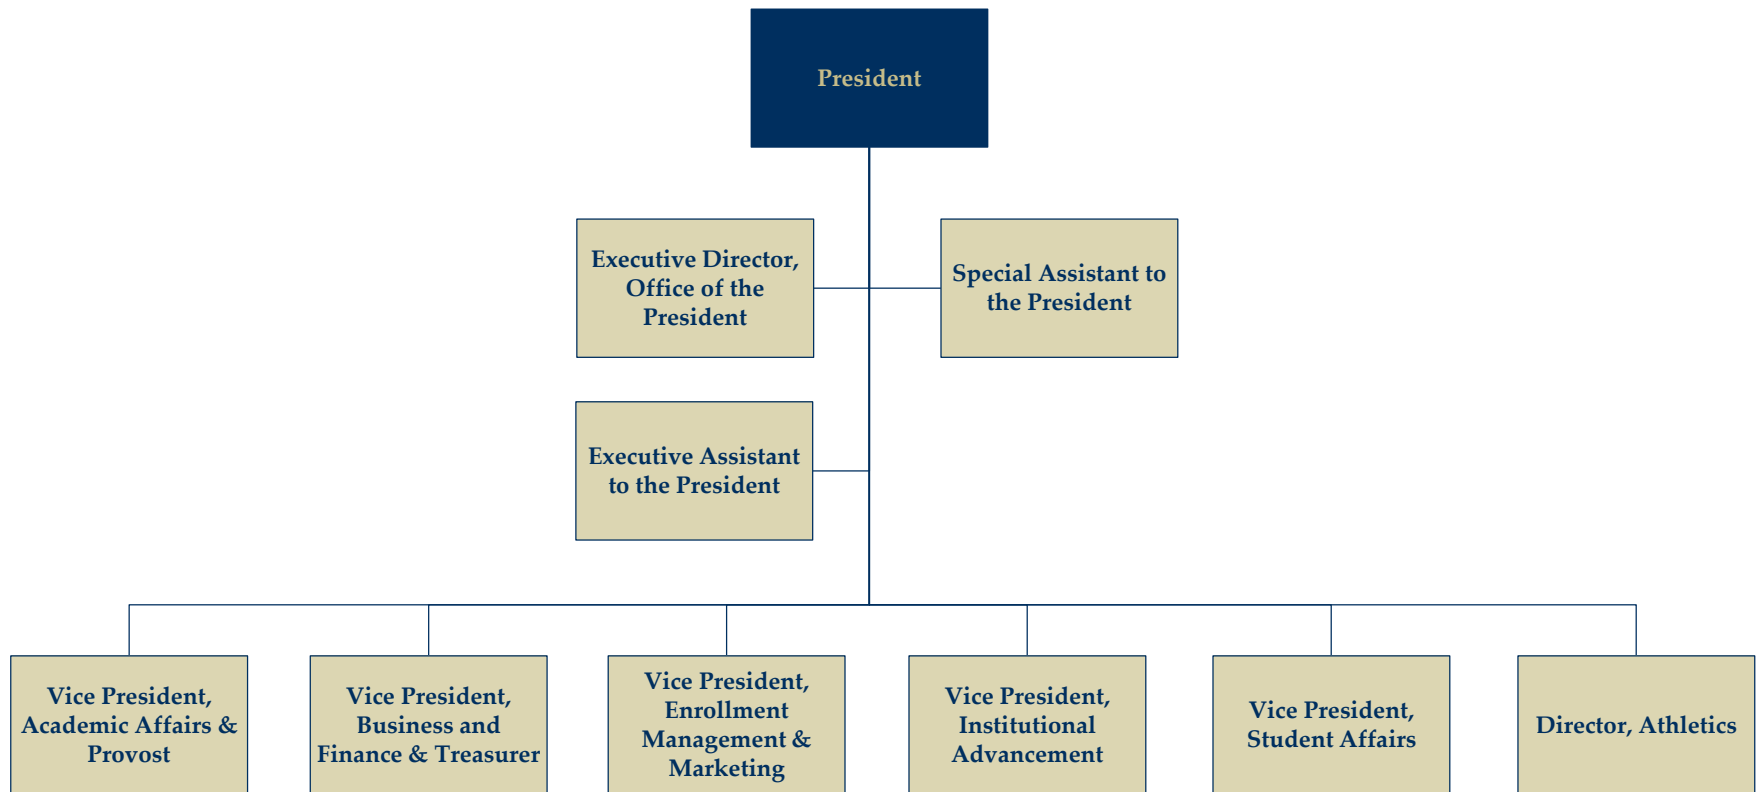 President
Executive Director,
Office of the
President
Special Assistant to
the President
Executive Assistant
to the President
Vice President,
Academic Affairs &
Provost
Vice President,
Business and
Finance & Treasurer
Vice President,
Enrollment
Management &
Marketing
Vice President,
Institutional
Advancement
Vice President,
Student Affairs
Director, Athletics